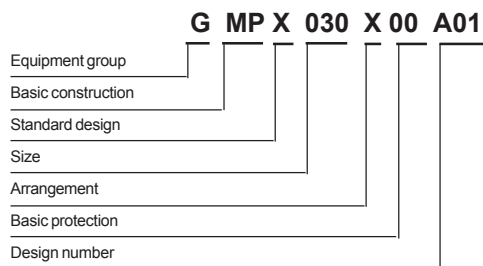 G MP X 030 X 00 A01
Equipment group
Basic construction
Standard design
Size
Arrangement
Basic protection
Design number